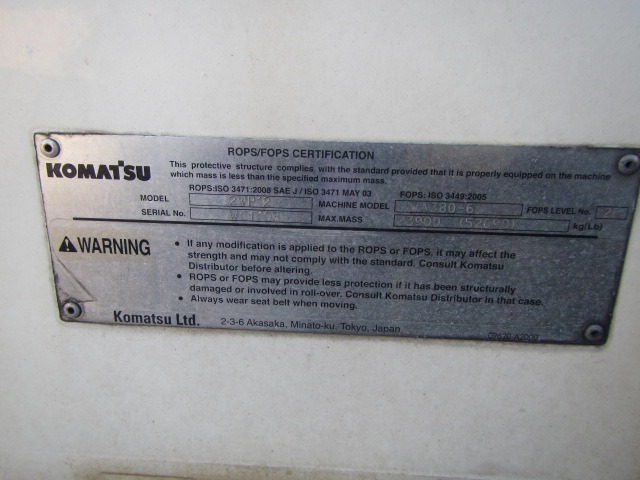 ROPS/FOPS CERTIFICATION
KOMATSU
This protective structure complies, with the standard provided that it is properly equipped on the machine
which mass is less than the specified maximum mass.
ROPS:ISO 3471:2008 SAE J / ISO 3471 MAY 03 FOPS: ISO 3449:2005
MODEL MACHINE MODEL FOPS LEVEL No.
SERIAL No. MAX.MASS kg(Lb)
WARNING
• If any modification is applied to the ROPS or FOPS, it may affect the
strength and may not comply with the standard. Consult Komatsu
Distributor before altering.
• ROPS or FOPS may provide less protection if it has been structurally
damaged or involved in roll-over. Consult Komatsu Distributor in that case.
• Always wear seat belt when moving.
Komatsu Ltd. 2-3-6 Akasaka, Minato-ku, Tokyo, Japan